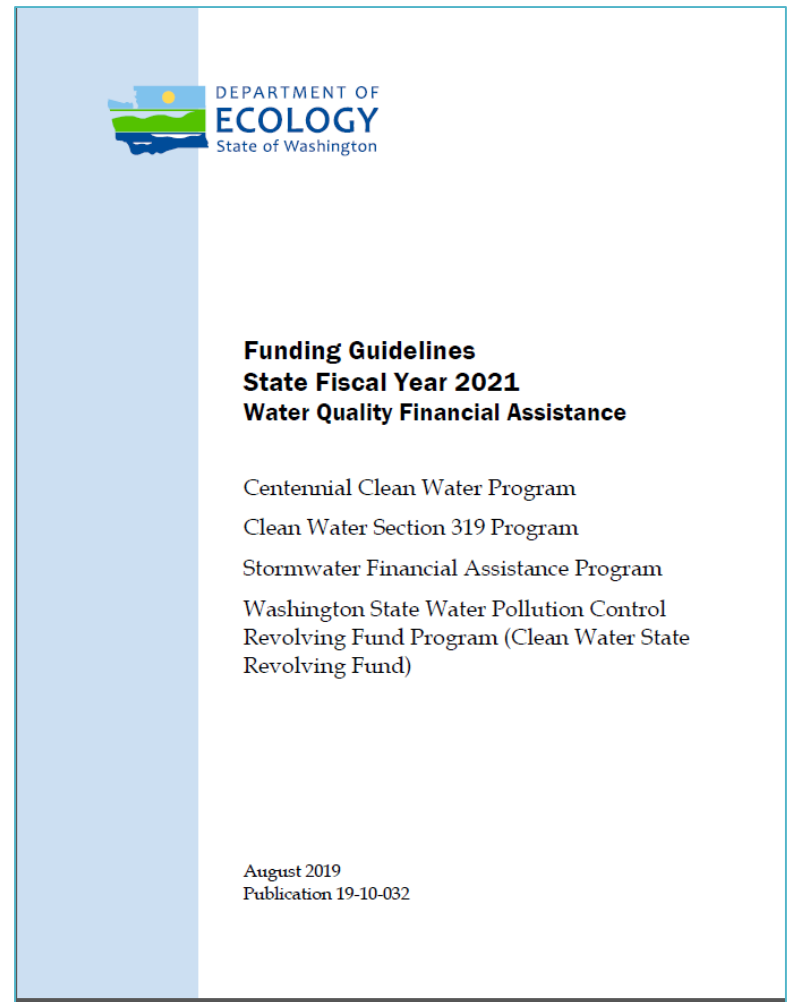 DEPARTMENT OF
ECOLOGY
State of Washington
Funding Guidelines
State Fiscal Year 2021
Water Quality Financial Assistance
Centennial Clean Water Program
Clean Water Section 319 Program
Stormwater Financial Assistance Program
Washington State Water Pollution Control
Revolving Fund Program (Clean Water State
Revolving Fund)
August 2019
Publication 19-10-032